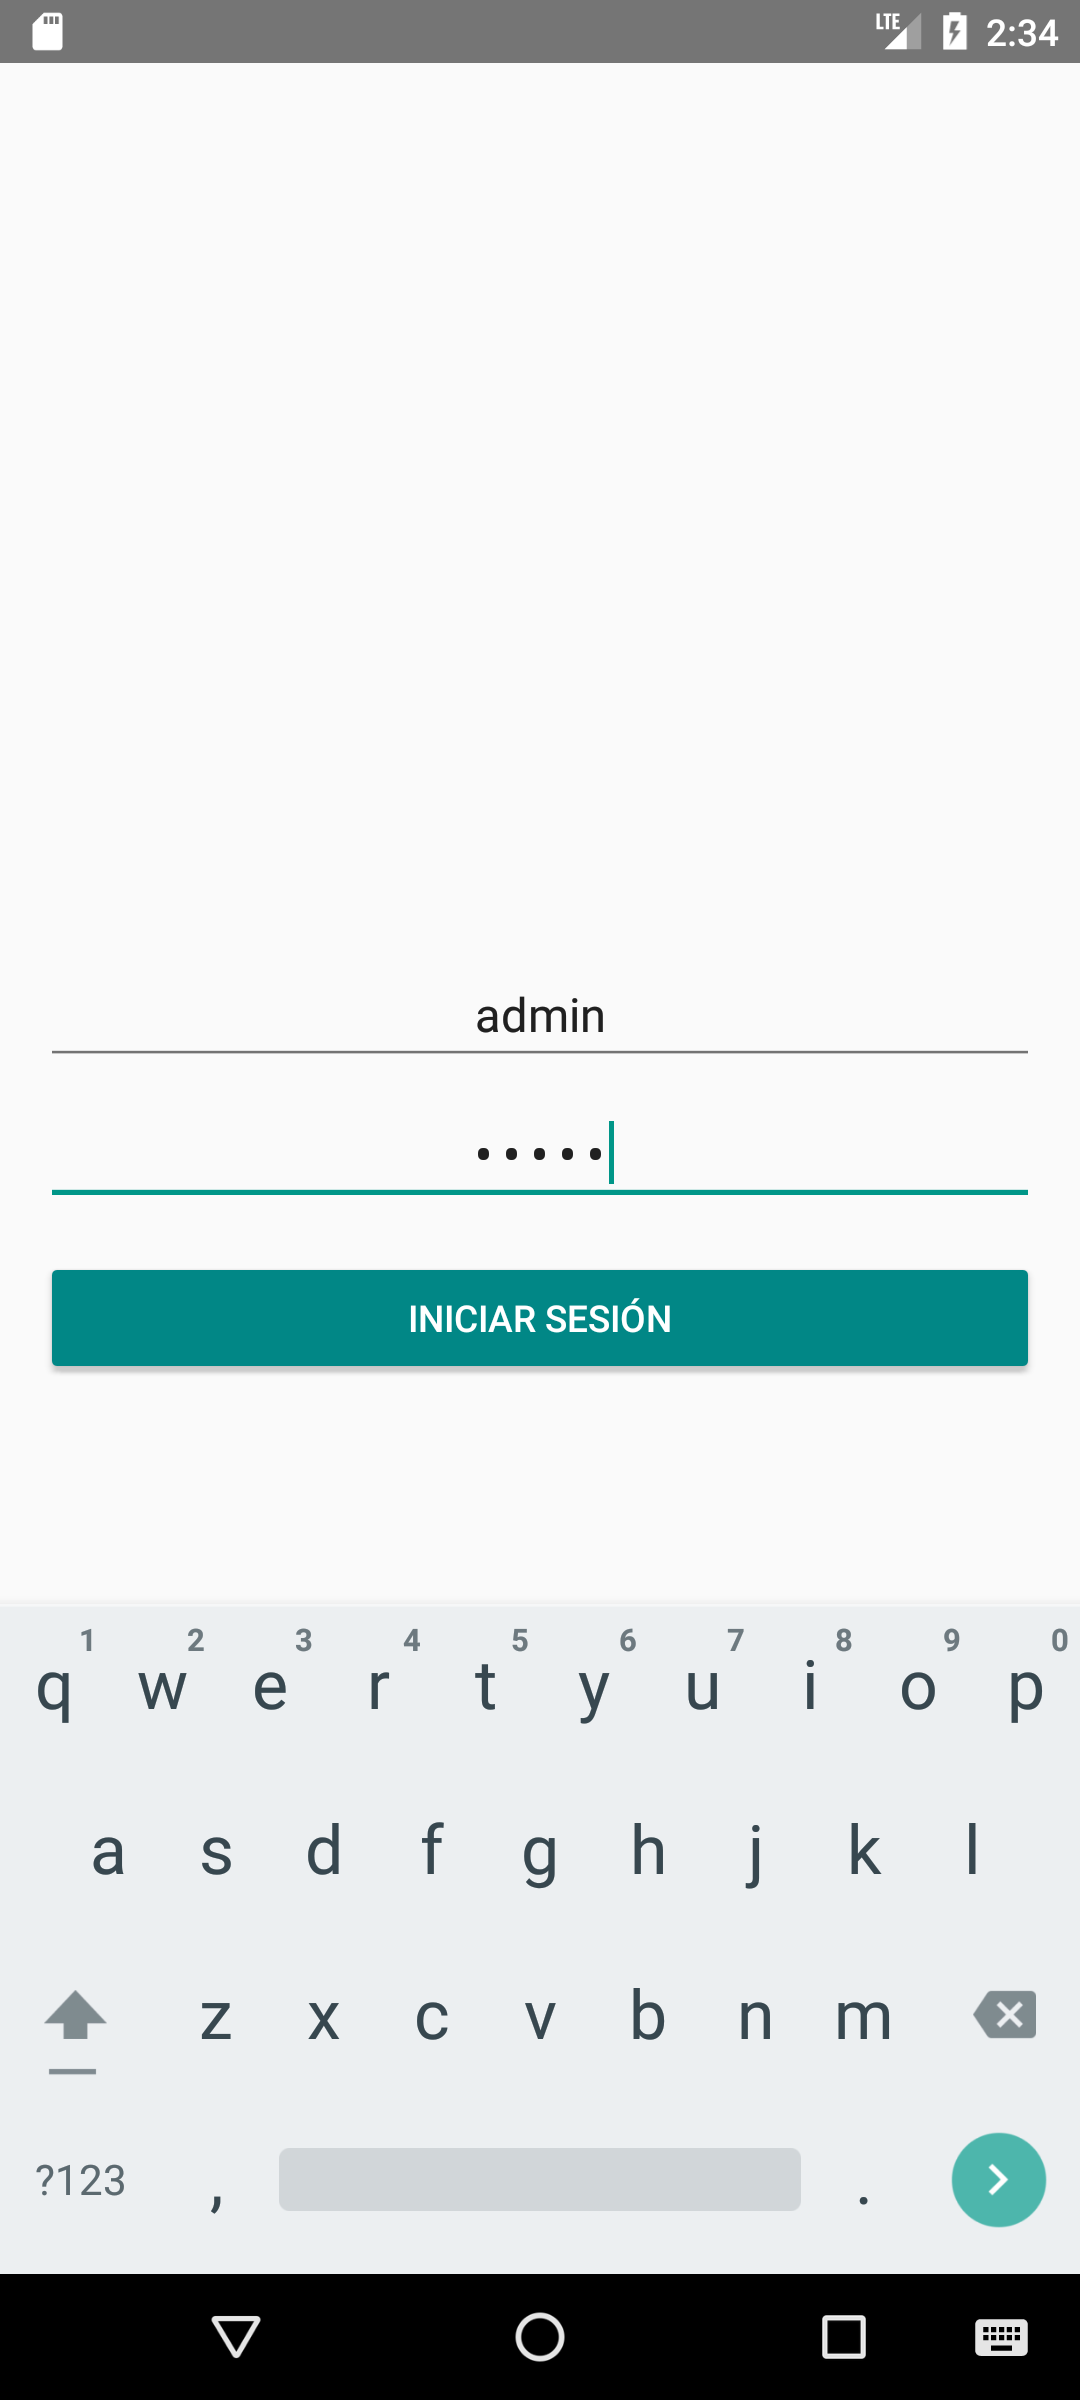 LTE 2:34
admin
•••••
INICIAR SESIÓN
1 2 3 4 5 6 7 8 9 0
q w e r t y u i o p
a s d f g h j k l
z x c v b n m
?123 , .